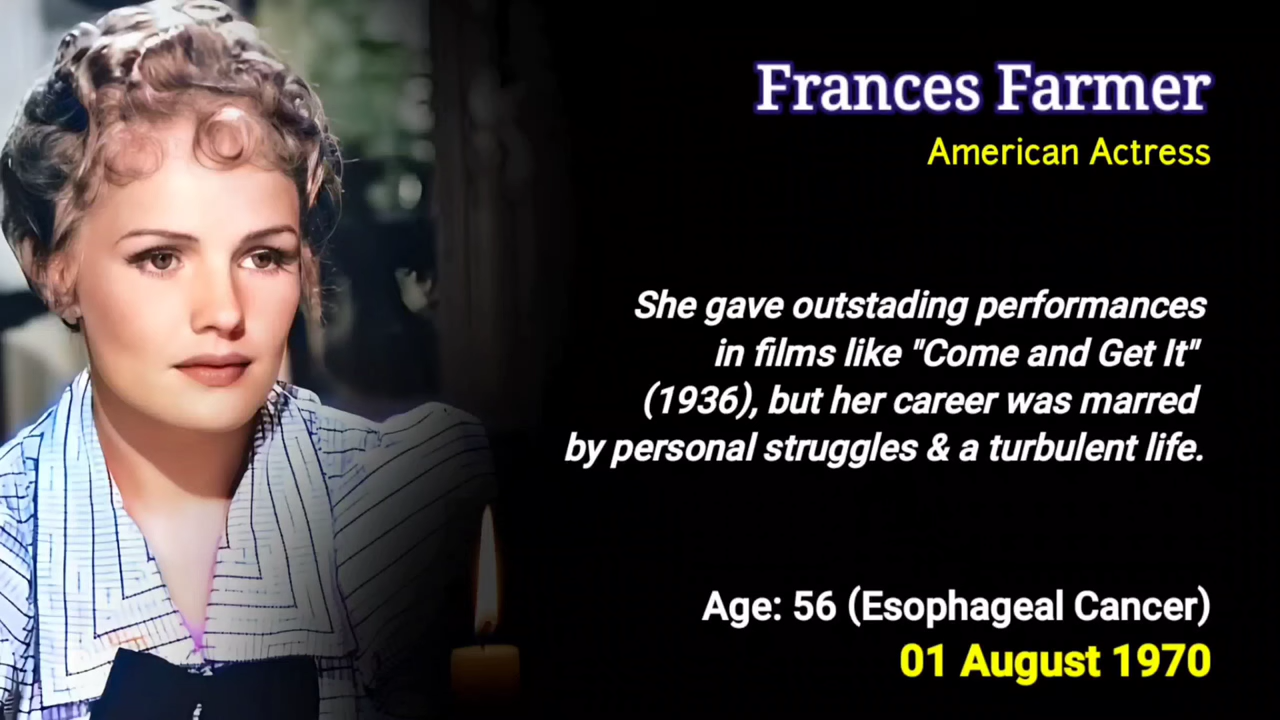 Frances Farmer
American Actress
She gave outstading performances
in films like "Come and Get It"
(1936), but her career was marred
by personal struggles & a turbulent life.
Age: 56 (Esophageal Cancer)
01 August 1970